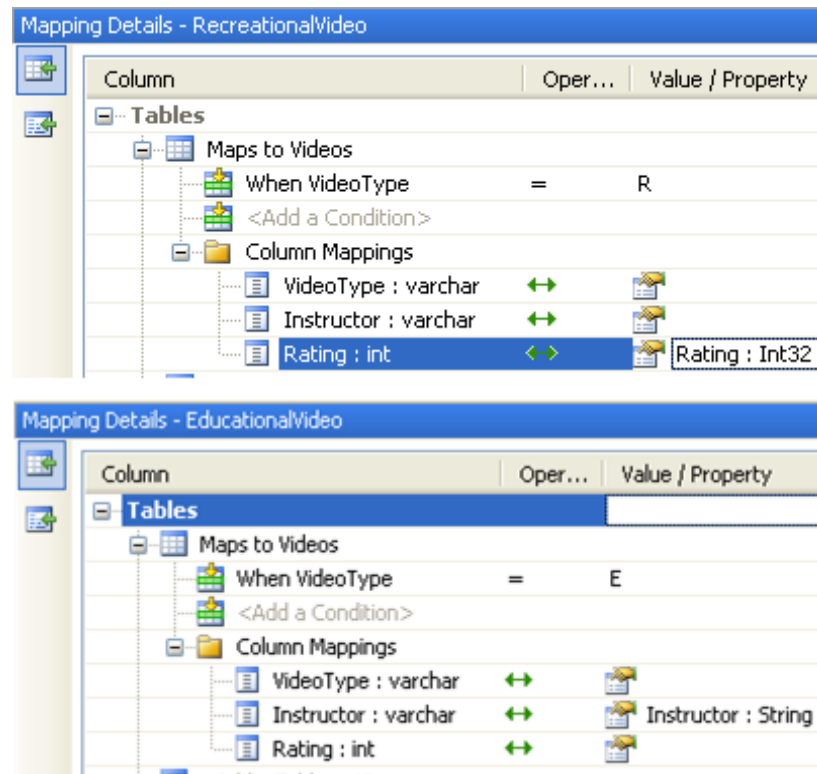 Mapping Details - RecreationalVideo
Column Oper... Value / Property
Tables
Maps to Videos
When VideoType = R
<Add a Condition>
Column Mappings
VideoType : varchar
Instructor : varchar
Rating : int Rating : Int32
Mapping Details - EducationalVideo
Column Oper... Value / Property
Tables
Maps to Videos
When VideoType = E
<Add a Condition>
Column Mappings
VideoType : varchar
Instructor : varchar Instructor : String
Rating : int